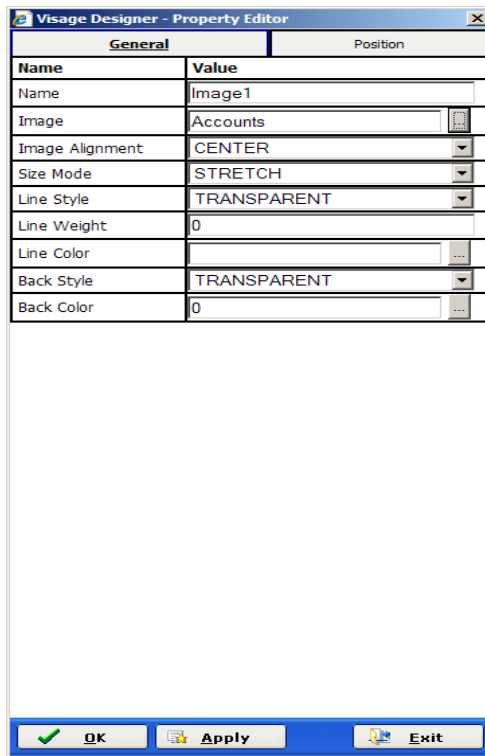 Visage Designer - Property Editor
General Position
Name Value
Name Image1
Image Accounts ...
Image Alignment CENTER
Size Mode STRETCH
Line Style TRANSPARENT
Line Weight 0
Line Color ...
Back Style TRANSPARENT
Back Color 0 ...
OK Apply Exit